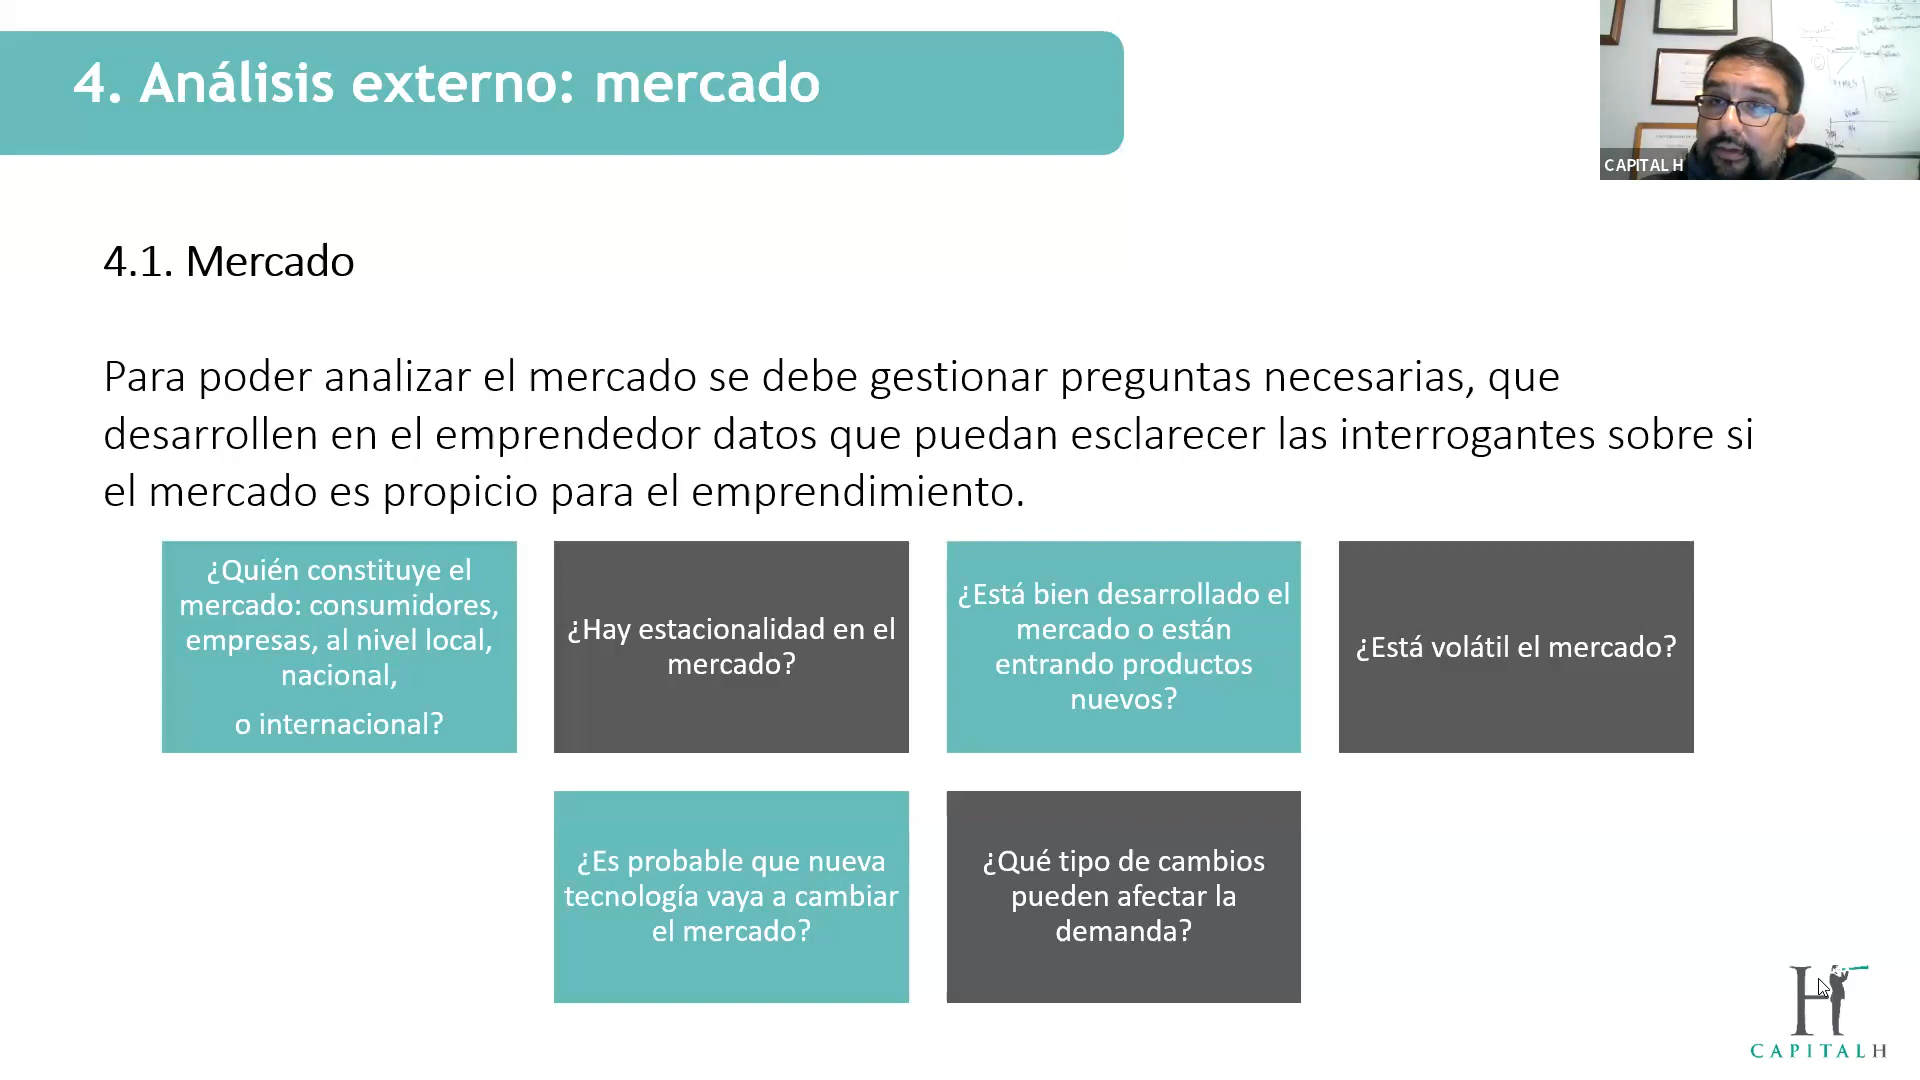 4. Análisis externo: mercado
CAPITAL H
4.1. Mercado
Para poder analizar el mercado se debe gestionar preguntas necesarias, que
desarrollen en el emprendedor datos que puedan esclarecer las interrogantes sobre si
el mercado es propicio para el emprendimiento.
¿Quién constituye el
mercado: consumidores,
empresas, al nivel local,
nacional,
o internacional?
¿Hay estacionalidad en el
mercado?
¿Está bien desarrollado el
mercado o están
entrando productos
nuevos?
¿Está volátil el mercado?
¿Es probable que nueva
tecnología vaya a cambiar
el mercado?
¿Qué tipo de cambios
pueden afectar la
demanda?
H
CAPITALH